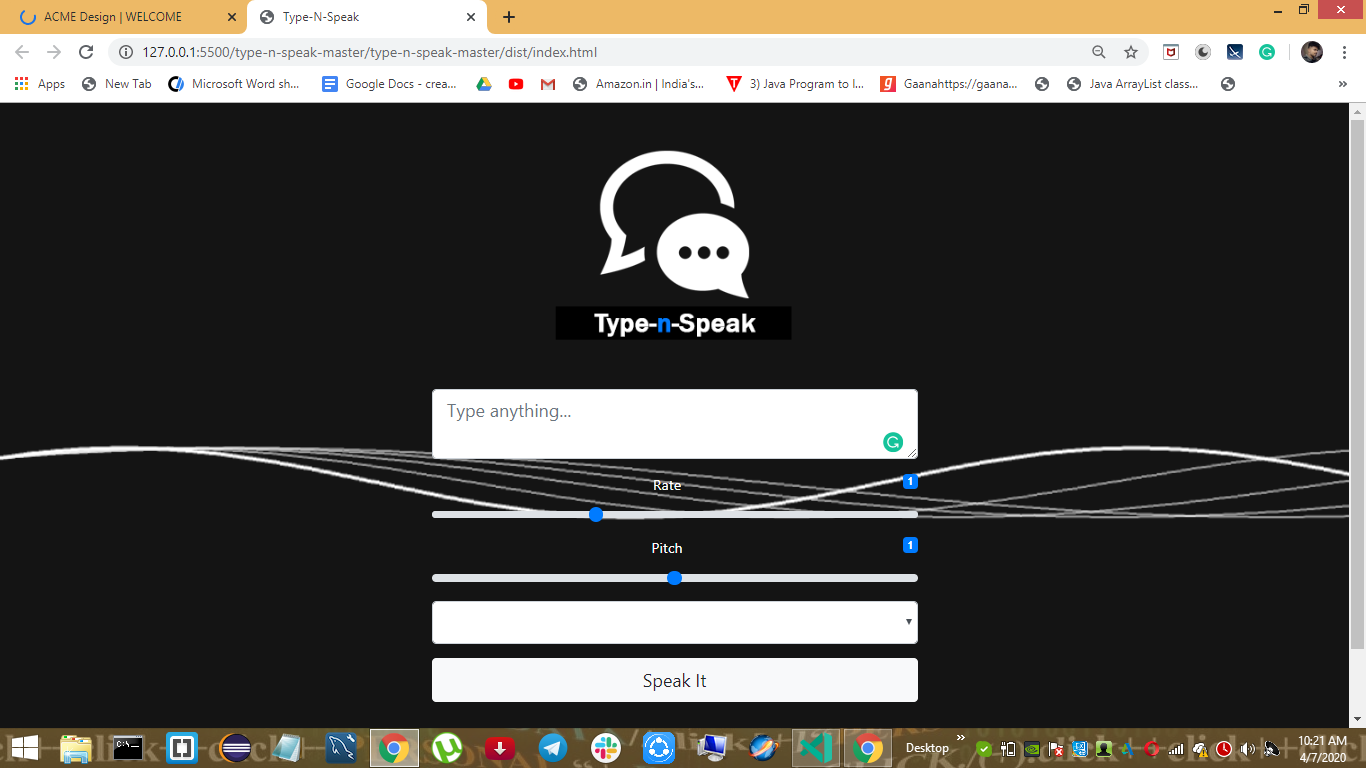 ACME Design | WELCOME
Type-N-Speak
127.0.0.1:5500/type-n-speak-master/type-n-speak-master/dist/index.html
Apps
New Tab
Microsoft Word sh...
Google Docs - crea...
Amazon.in | India's...
3) Java Program to I...
Gaanahttps://gaana...
Java ArrayList class...
»
Type-n-Speak
Type anything...
Rate
1
Pitch
1
Speak It
C:\_
Desktop
»
10:21 AM
4/7/2020